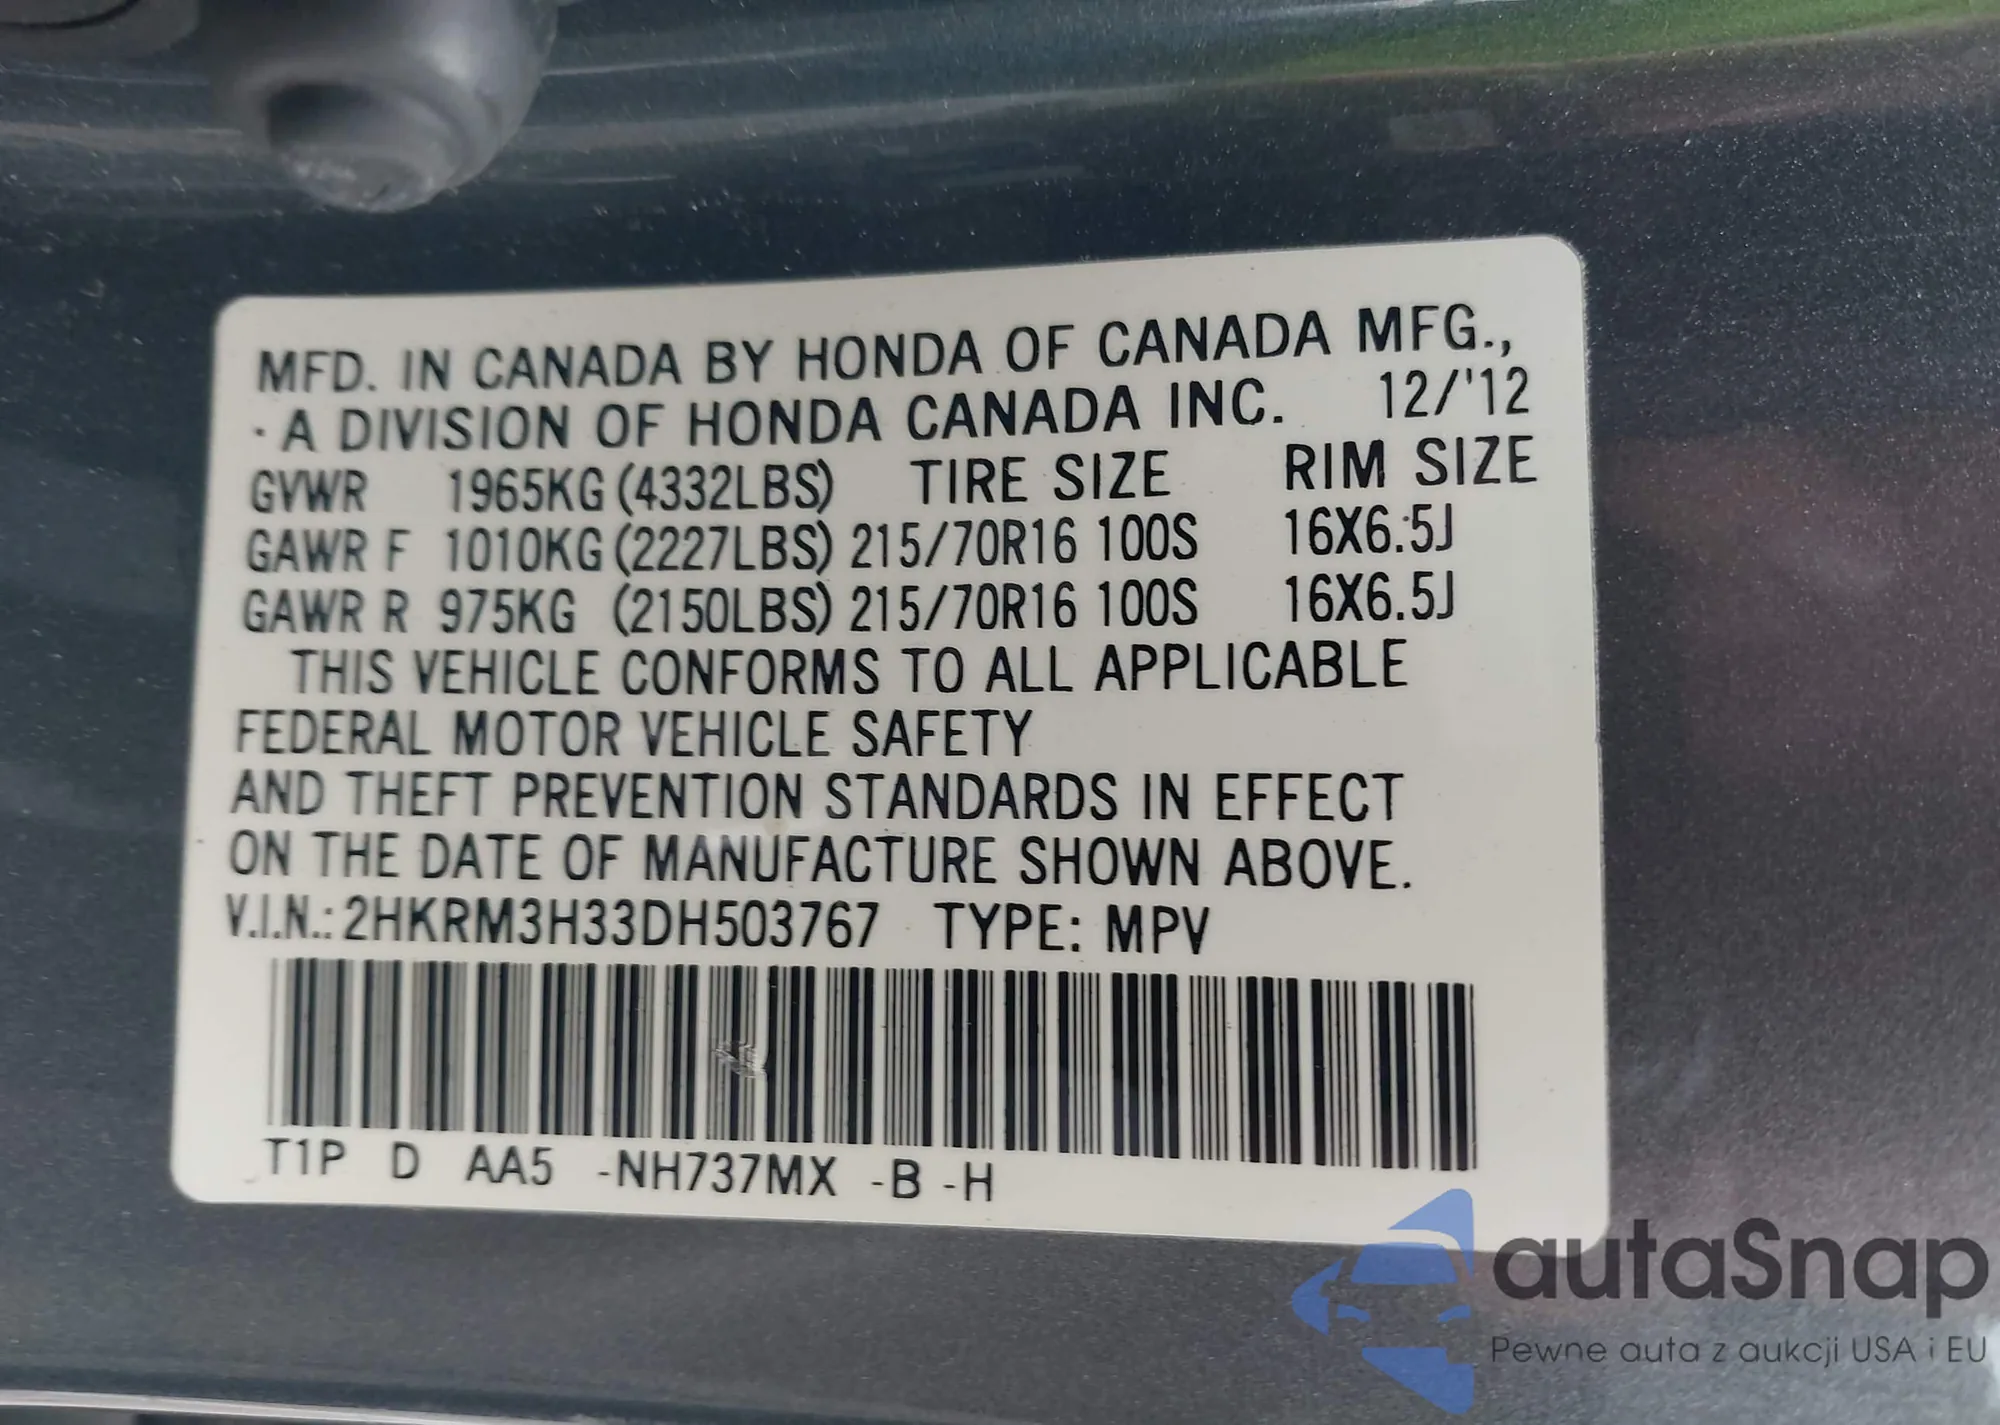 MFD. IN CANADA BY HONDA OF CANADA MFG.,
A DIVISION OF HONDA CANADA INC. 12/'12
GVWR 1965KG (4332LBS) TIRE SIZE RIM SIZE
GAWR F 1010KG (2227LBS) 215/70R16 100S 16X6.5J
GAWR R 975KG (2150LBS) 215/70R16 100S 16X6.5J
THIS VEHICLE CONFORMS TO ALL APPLICABLE
FEDERAL MOTOR VEHICLE SAFETY
AND THEFT PREVENTION STANDARDS IN EFFECT
ON THE DATE OF MANUFACTURE SHOWN ABOVE.
V.I.N.: 2HKRM3H33DH503767 TYPE: MPV
T1P D AA5 -NH737MX -B -H
autaSnap
Pewne auta z aukcji USA i EU